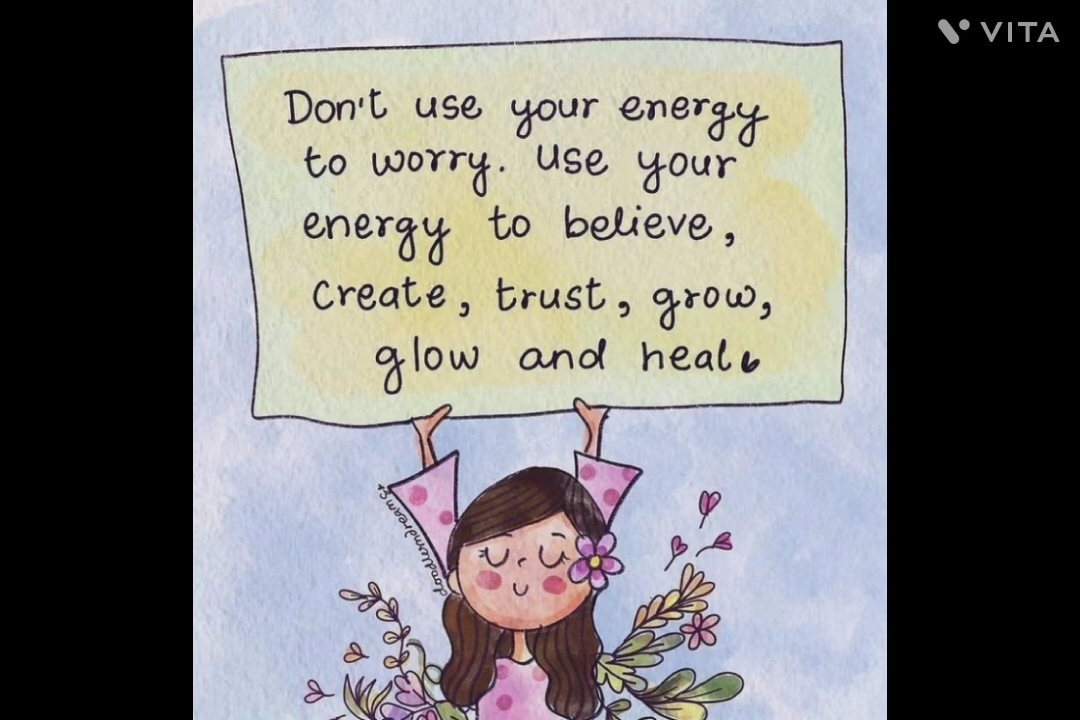 VITA
Don't use your energy
to worry. Use your
energy to believe,
create, trust, grow,
glow and heal